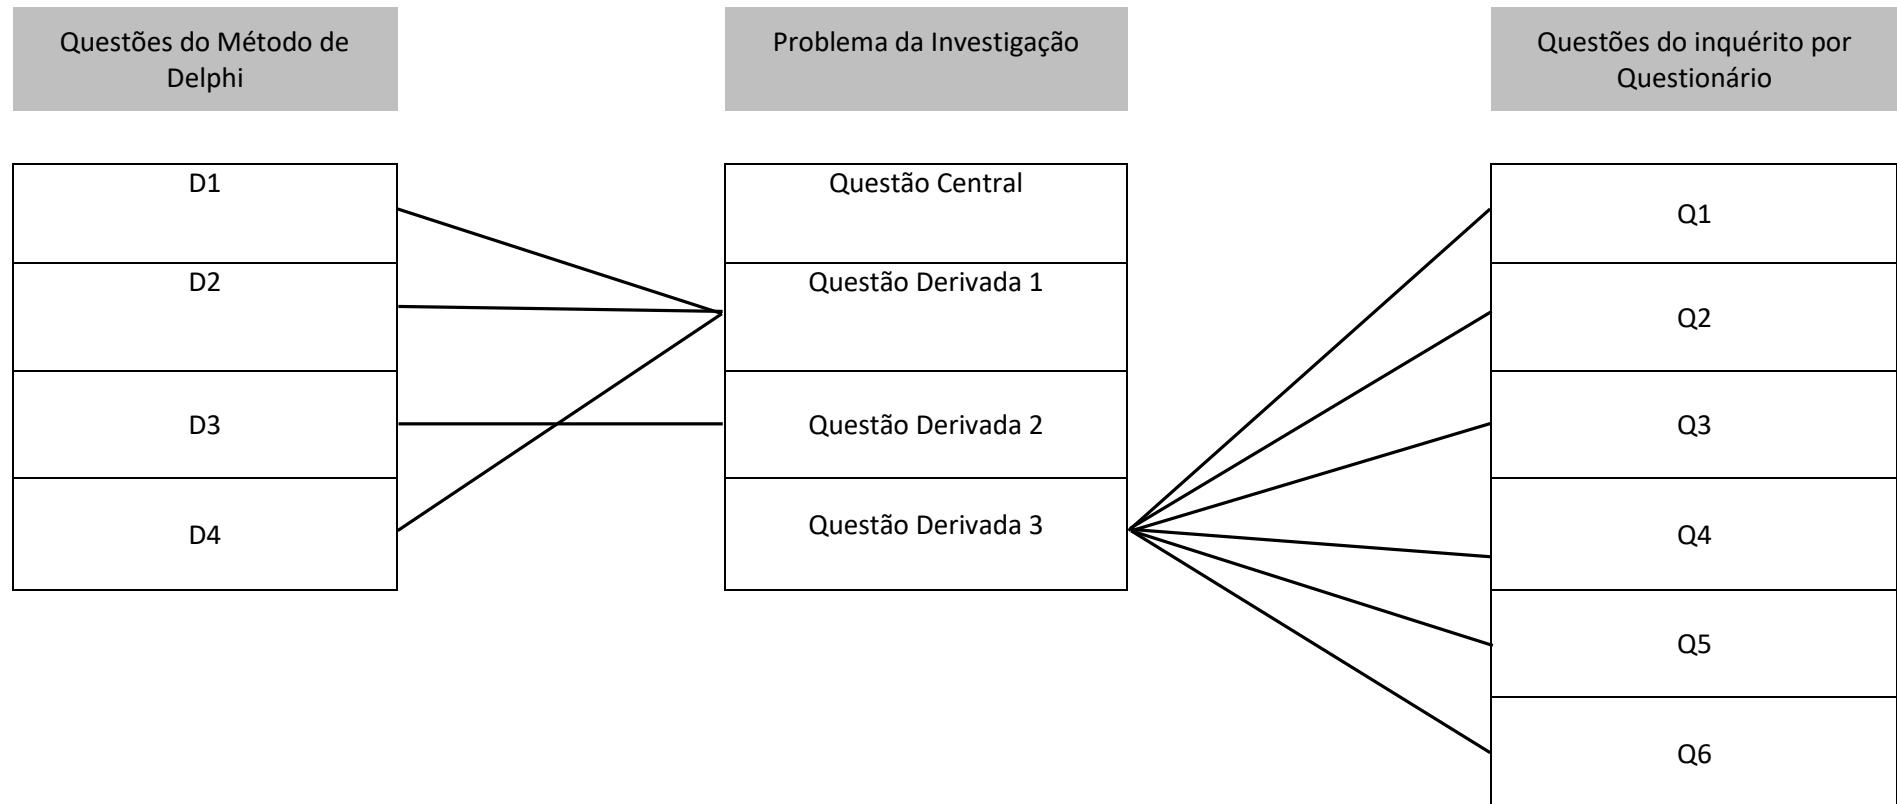 Questões do Método de
Delphi
Problema da Investigação
Questões do inquérito por
Questionário
D1
D2
D3
D4
Questão Central
Questão Derivada 1
Questão Derivada 2
Questão Derivada 3
Q1
Q2
Q3
Q4
Q5
Q6